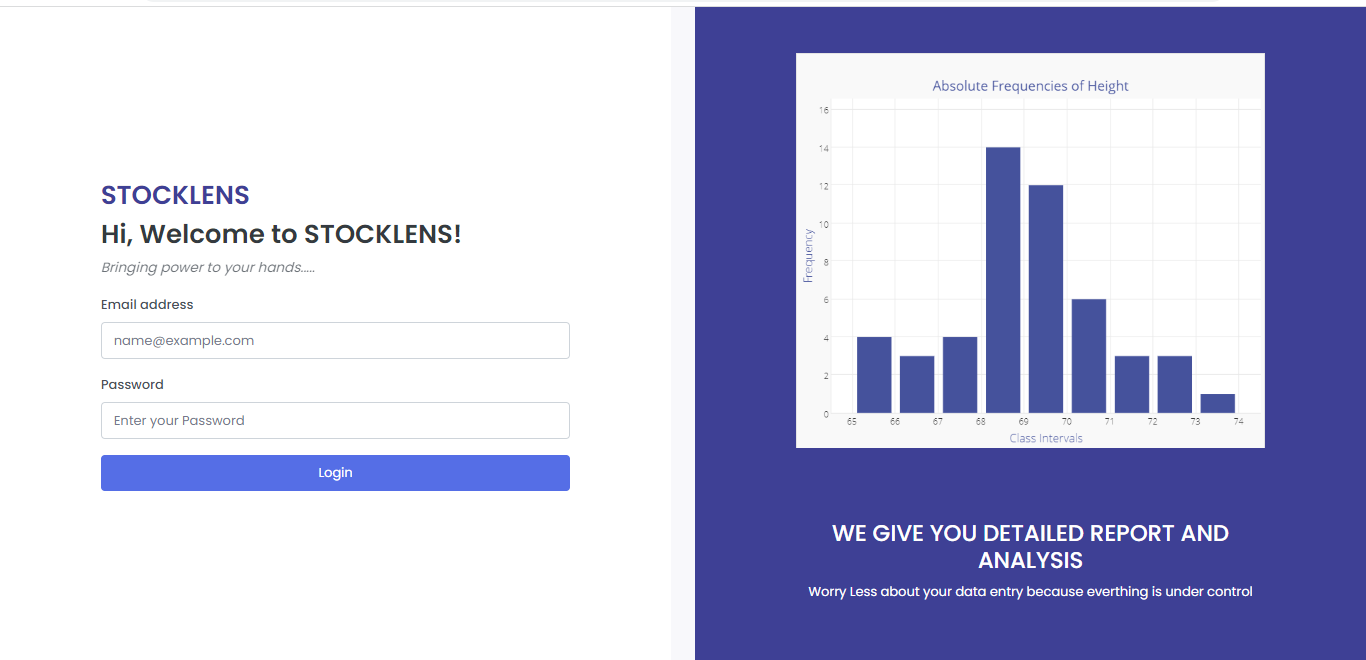 STOCKLENS
Hi, Welcome to STOCKLENS!
Bringing power to your hands.....
Email address
name@example.com
Password
Enter your Password
Login
Absolute Frequencies of Height
16
14
12
10
8
6
4
2
0
Frequency
65 66 67 68 69 70 71 72 73 74
Class Intervals
WE GIVE YOU DETAILED REPORT AND
ANALYSIS
Worry Less about your data entry because everthing is under control